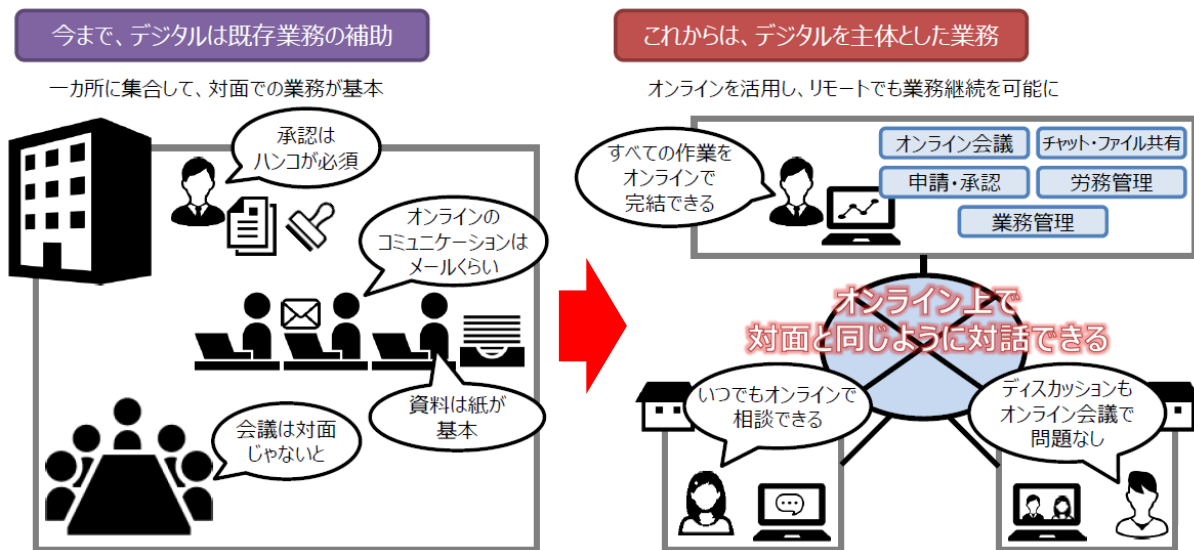 今まで、デジタルは既存業務の補助
一カ所に集合して、対面での業務が基本
承認は
ハンコが必須
オンラインの
コミュニケーションは
メールくらい
資料は紙が
基本
会議は対面
じゃないと
これからは、デジタルを主体とした業務
オンラインを活用し、リモートでも業務継続を可能に
すべての作業を
オンラインで
完結できる
オンライン会議
チャット・ファイル共有
申請・承認
労務管理
業務管理
オンライン上で
対面と同じように対話できる
いつでもオンラインで
相談できる
ディスカッションも
オンライン会議で
問題なし